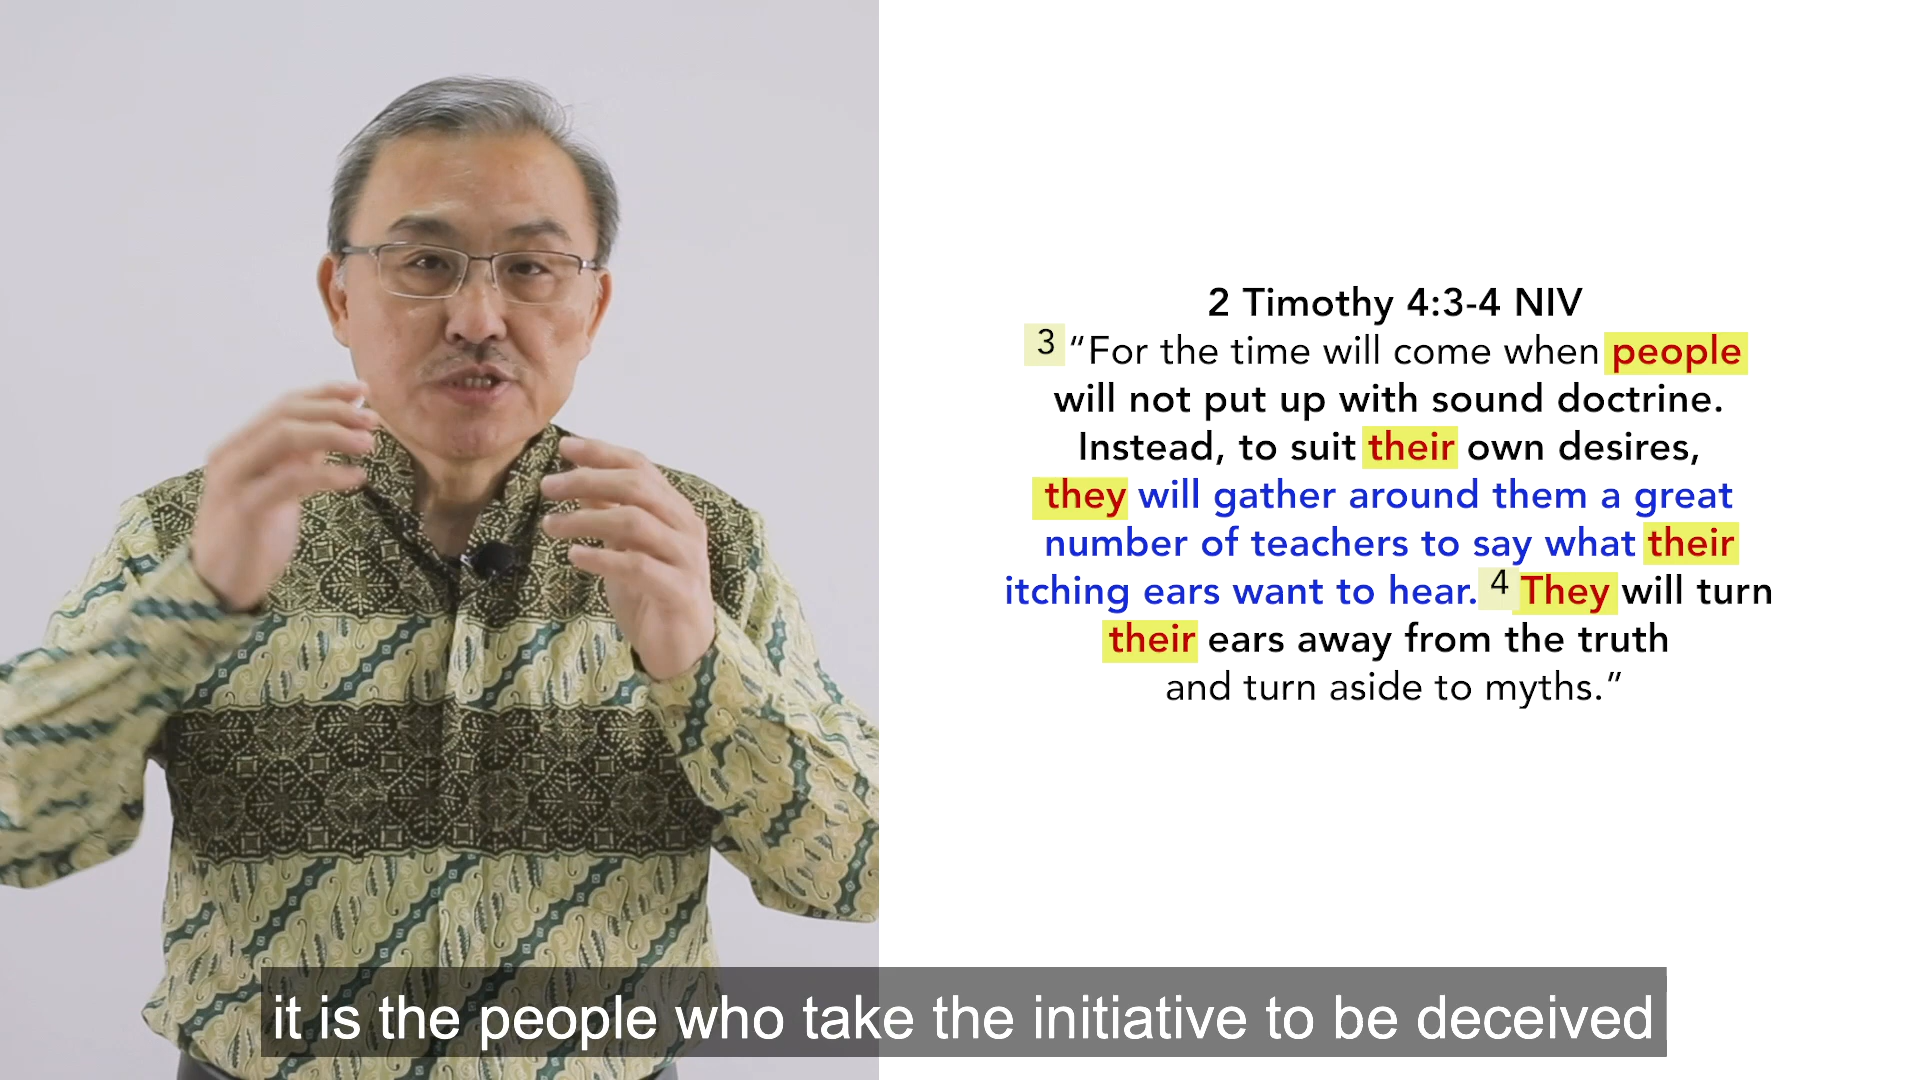 2 Timothy 4:3-4 NIV
3 “For the time will come when people
will not put up with sound doctrine.
Instead, to suit their own desires,
they will gather around them a great
number of teachers to say what their
itching ears want to hear. 4 They will turn
their ears away from the truth
and turn aside to myths.”
it is the people who take the initiative to be deceived